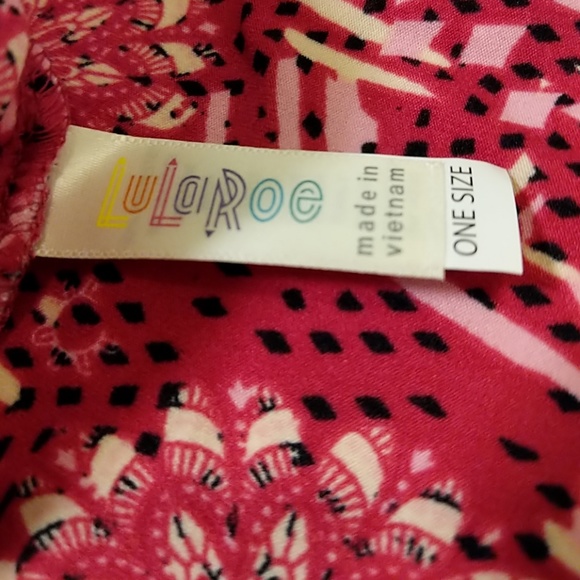 LuLaRoe
made in
vietnam
ONE SIZE